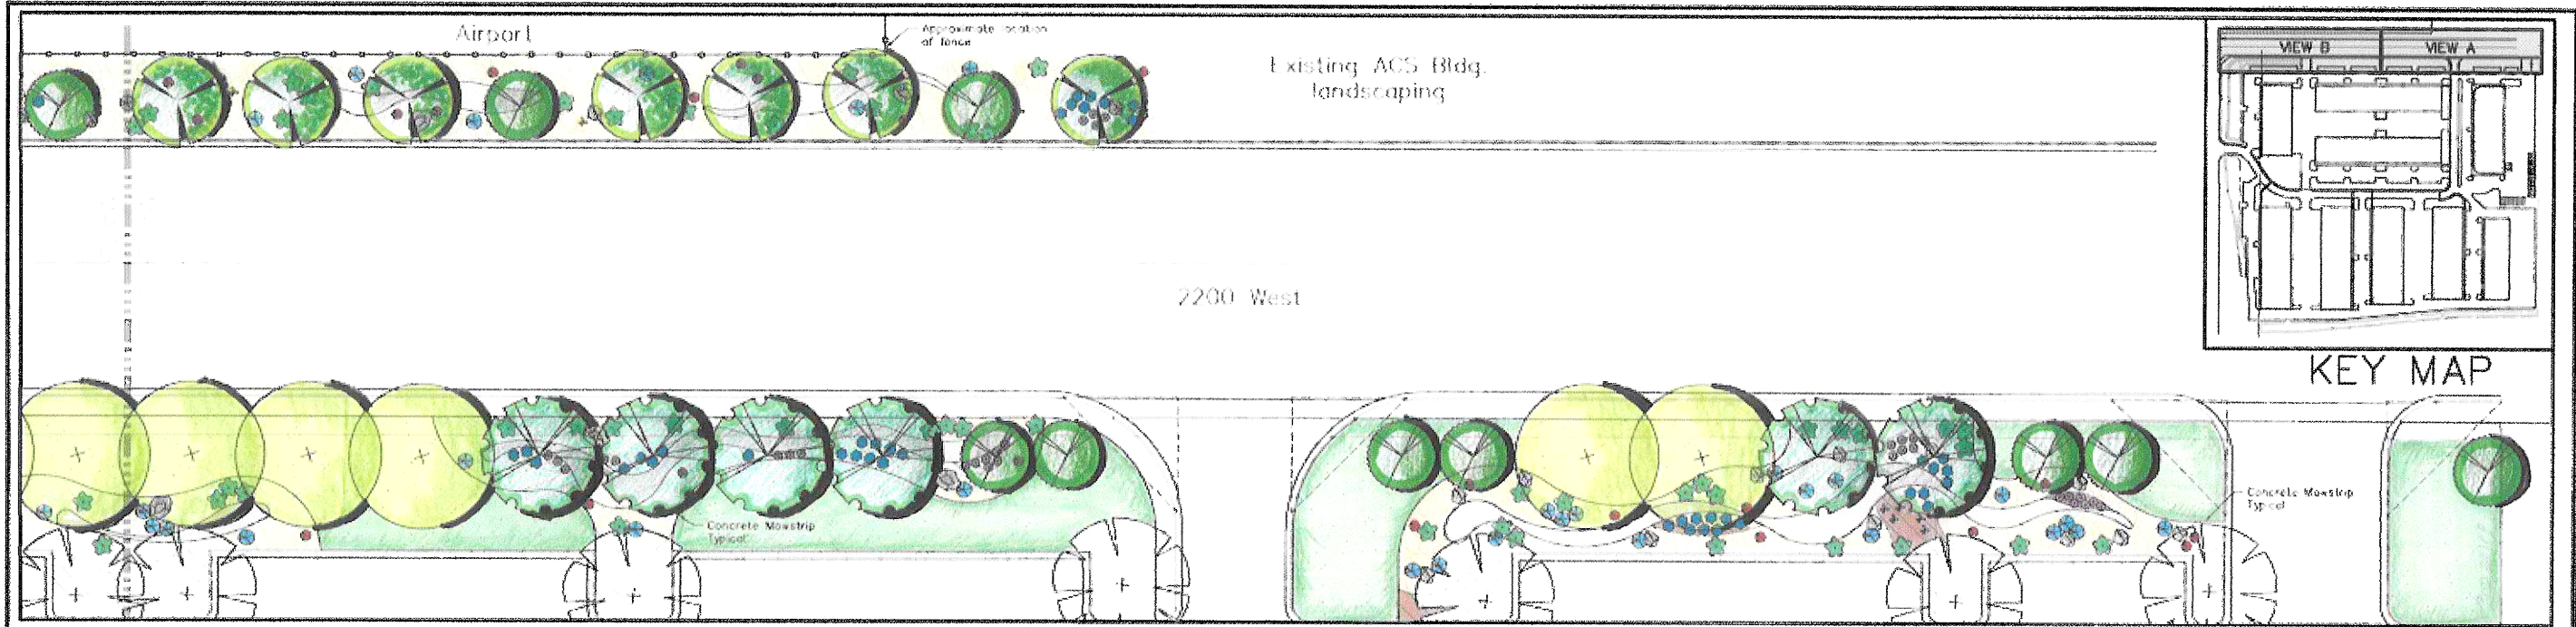 Airport
Approximate location
of fence
Existing ACS Bldg.
landscaping
VIEW B
VIEW A
2200 West
KEY MAP
Concrete Mowstrip
Typical
Concrete Mowstrip
Typical